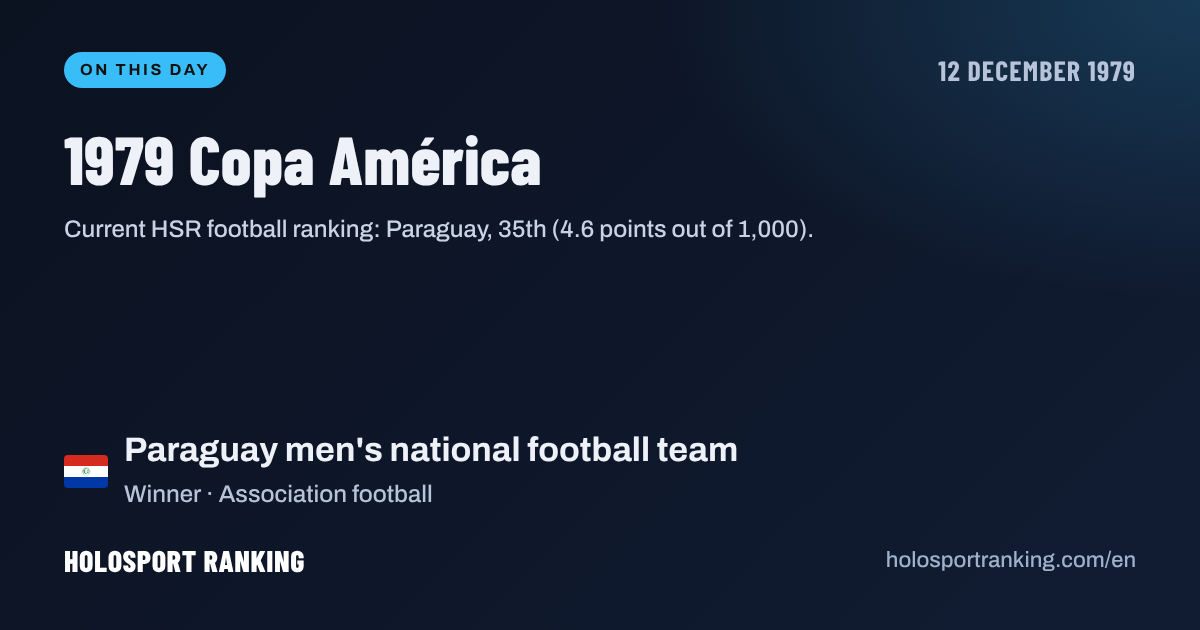 ON THIS DAY
12 DECEMBER 1979
1979 Copa América
Current HSR football ranking: Paraguay, 35th (4.6 points out of 1,000).
Paraguay men's national football team
Winner · Association football
HOLOSPORT RANKING
holosportranking.com/en